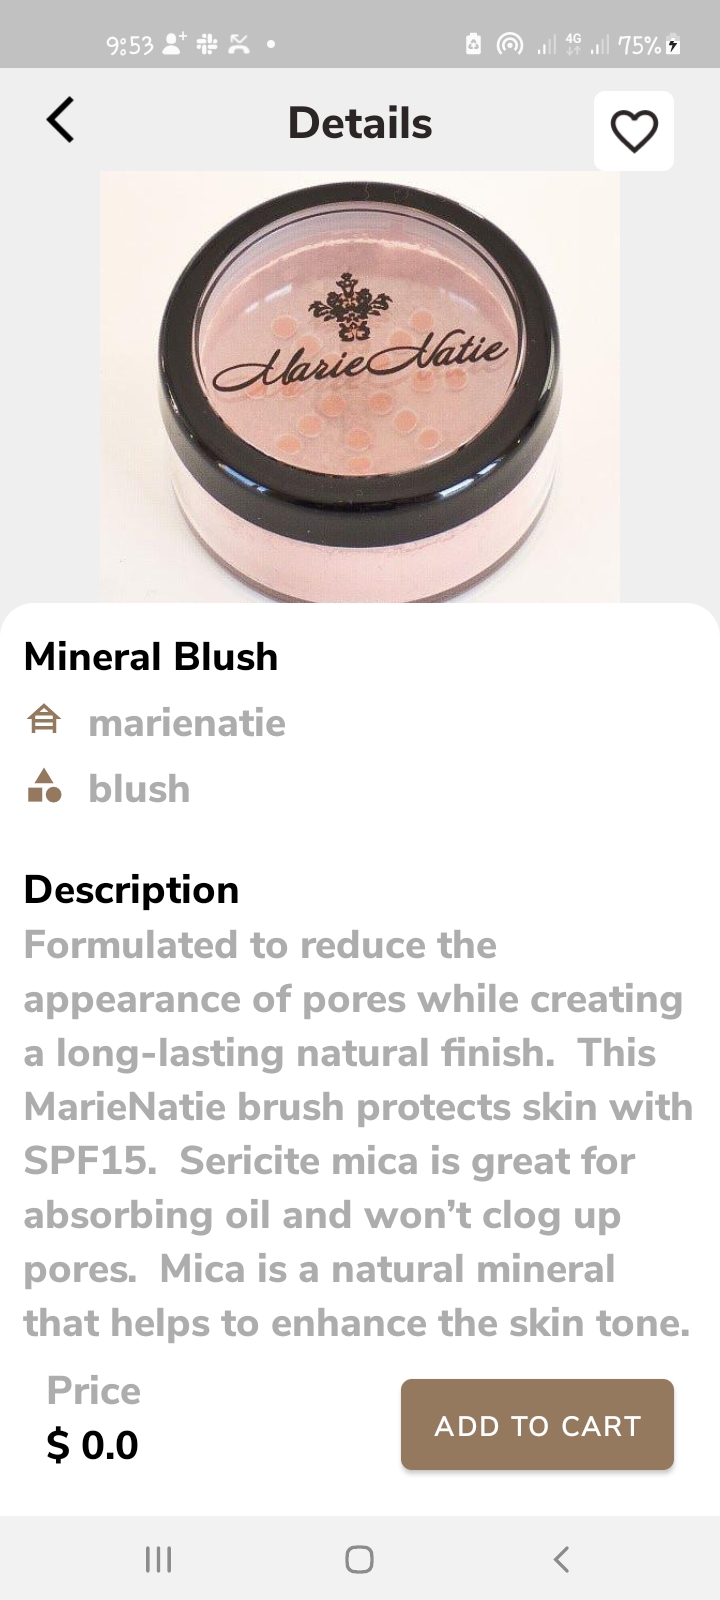 9:53
4G
75%
Details
MarieNatie
Mineral Blush
marienatie
blush
Description
Formulated to reduce the
appearance of pores while creating
a long-lasting natural finish.  This
MarieNatie brush protects skin with
SPF15.  Sericite mica is great for
absorbing oil and won’t clog up
pores.  Mica is a natural mineral
that helps to enhance the skin tone.
Price
$ 0.0
ADD TO CART